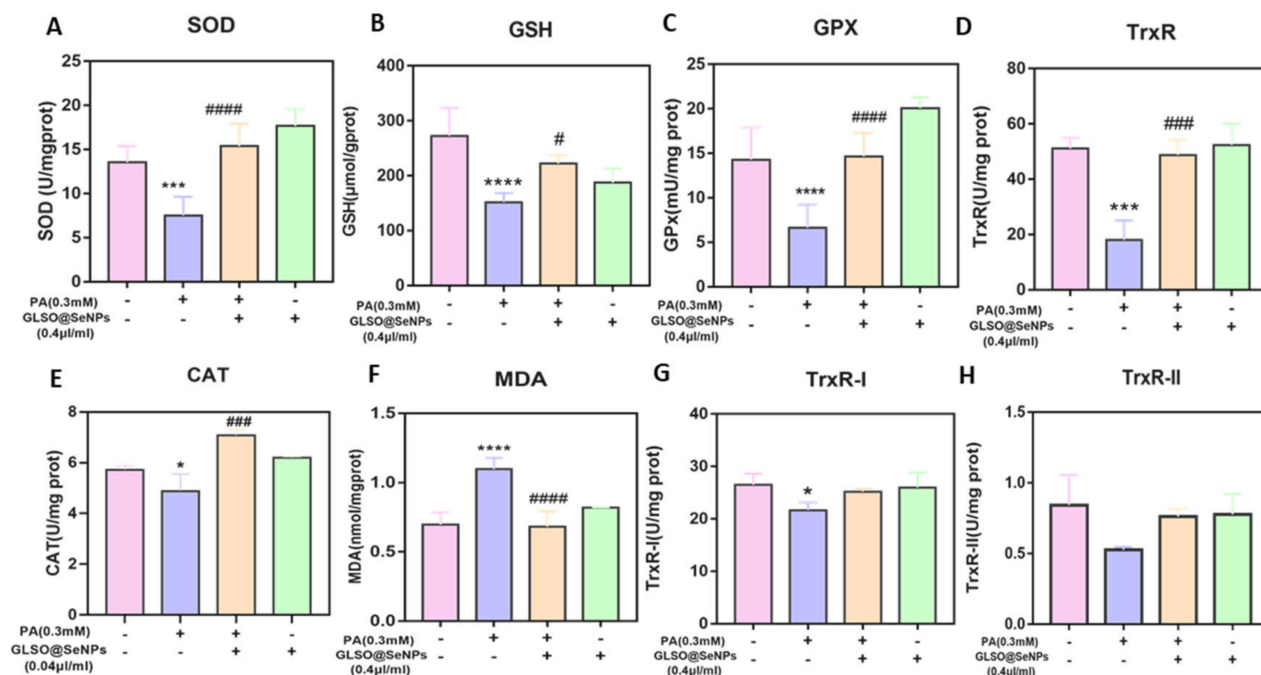 A SOD
SOD (U/mgprot)
25
20
15
10
5
0
***
####
PA(0.3mM) - + + -
GLSO@SeNPs - - + +
(0.4μl/ml)
B GSH
GSH(μmol/gprot)
400
300
200
100
0
****
#
PA(0.3mM) - + + -
GLSO@SeNPs - - + +
(0.4μl/ml)
C GPX
GPx(mU/mg prot)
25
20
15
10
5
0
****
####
PA(0.3mM) - + + -
GLSO@SeNPs - - + +
(0.4μl/ml)
D TrxR
TrxR(U/mg prot)
80
60
40
20
0
***
###
PA(0.3mM) - + + -
GLSO@SeNPs - - + +
(0.4μl/ml)
E CAT
CAT(U/mg prot)
8
6
4
2
0
*
###
PA(0.3mM) - + + -
GLSO@SeNPs - - + +
(0.04μl/ml)
F MDA
MDA(nmol/mgprot)
1.5
1.0
0.5
0.0
****
####
PA(0.3mM) - + + -
GLSO@SeNPs - - + +
(0.4μl/ml)
G TrxR-I
TrxR-I(U/mg prot)
40
30
20
10
0
*
PA(0.3mM) - + + -
GLSO@SeNPs - - + +
(0.4μl/ml)
H TrxR-II
TrxR-II(U/mg prot)
1.5
1.0
0.5
0.0
PA(0.3mM) - + + -
GLSO@SeNPs - - + +
(0.4μl/ml)